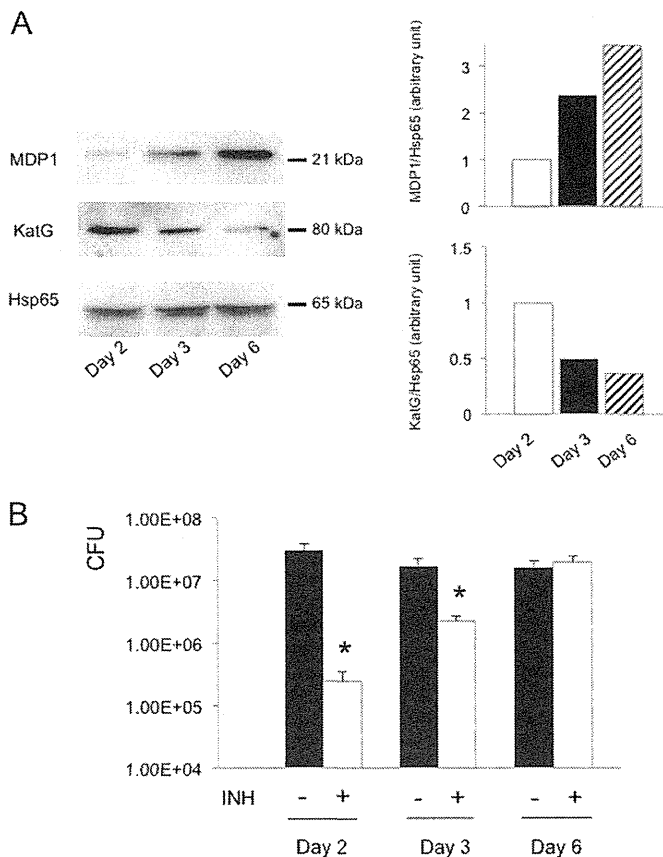 A
MDP1
21 kDa
KatG
80 kDa
Hsp65
65 kDa
Day 2
Day 3
Day 6
MDP1/Hsp65 (arbitrary unit)
3
2
1
0
KatG/Hsp65 (arbitrary unit)
1.5
1
0.5
0
Day 2
Day 3
Day 6
B
CFU
1.00E+08
1.00E+07
1.00E+06
1.00E+05
1.00E+04
* *
INH - + - + - +
Day 2 Day 3 Day 6